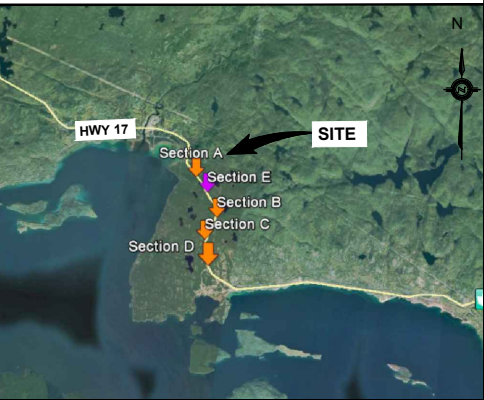 N
N
HWY 17
SITE
Section A
Section E
Section B
Section C
Section D